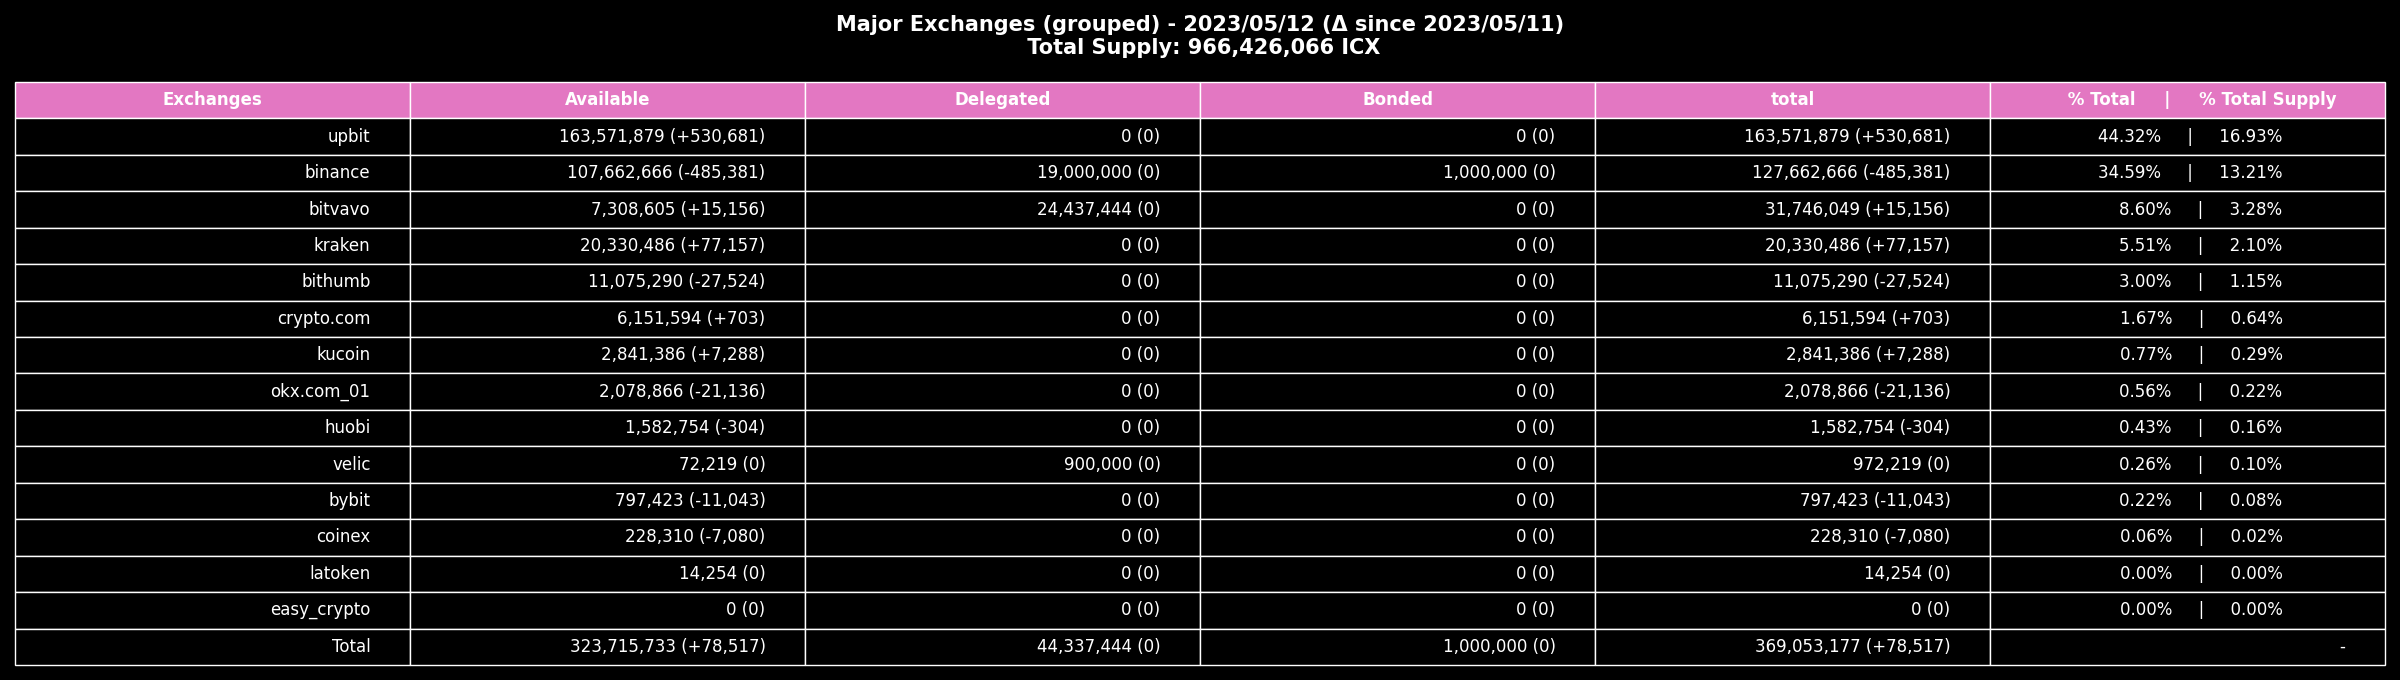 Major Exchanges (grouped) - 2023/05/12 (Δ since 2023/05/11)
Total Supply: 966,426,066 ICX
Exchanges Available Delegated Bonded total % Total | % Total Supply
upbit 163,571,879 (+530,681) 0 (0) 0 (0) 163,571,879 (+530,681) 44.32% | 16.93%
binance 107,662,666 (-485,381) 19,000,000 (0) 1,000,000 (0) 127,662,666 (-485,381) 34.59% | 13.21%
bitvavo 7,308,605 (+15,156) 24,437,444 (0) 0 (0) 31,746,049 (+15,156) 8.60% | 3.28%
kraken 20,330,486 (+77,157) 0 (0) 0 (0) 20,330,486 (+77,157) 5.51% | 2.10%
bithumb 11,075,290 (-27,524) 0 (0) 0 (0) 11,075,290 (-27,524) 3.00% | 1.15%
crypto.com 6,151,594 (+703) 0 (0) 0 (0) 6,151,594 (+703) 1.67% | 0.64%
kucoin 2,841,386 (+7,288) 0 (0) 0 (0) 2,841,386 (+7,288) 0.77% | 0.29%
okx.com_01 2,078,866 (-21,136) 0 (0) 0 (0) 2,078,866 (-21,136) 0.56% | 0.22%
huobi 1,582,754 (-304) 0 (0) 0 (0) 1,582,754 (-304) 0.43% | 0.16%
velic 72,219 (0) 900,000 (0) 0 (0) 972,219 (0) 0.26% | 0.10%
bybit 797,423 (-11,043) 0 (0) 0 (0) 797,423 (-11,043) 0.22% | 0.08%
coinex 228,310 (-7,080) 0 (0) 0 (0) 228,310 (-7,080) 0.06% | 0.02%
latoken 14,254 (0) 0 (0) 0 (0) 14,254 (0) 0.00% | 0.00%
easy_crypto 0 (0) 0 (0) 0 (0) 0 (0) 0.00% | 0.00%
Total 323,715,733 (+78,517) 44,337,444 (0) 1,000,000 (0) 369,053,177 (+78,517) -